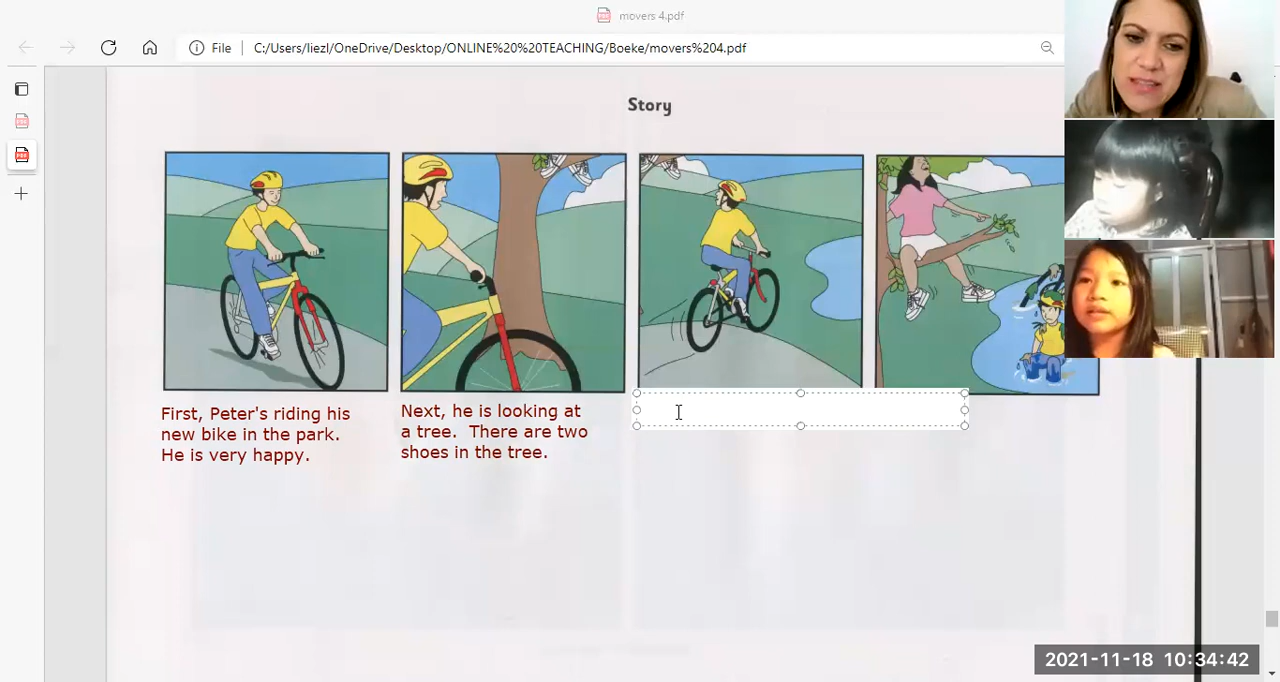 movers 4.pdf
File
C:/Users/liezl/OneDrive/Desktop/ONLINE%20%20TEACHING/Boeke/movers%204.pdf
Story
First, Peter's riding his
new bike in the park.
He is very happy.
Next, he is looking at
a tree. There are two
shoes in the tree.
2021-11-18 10:34:42